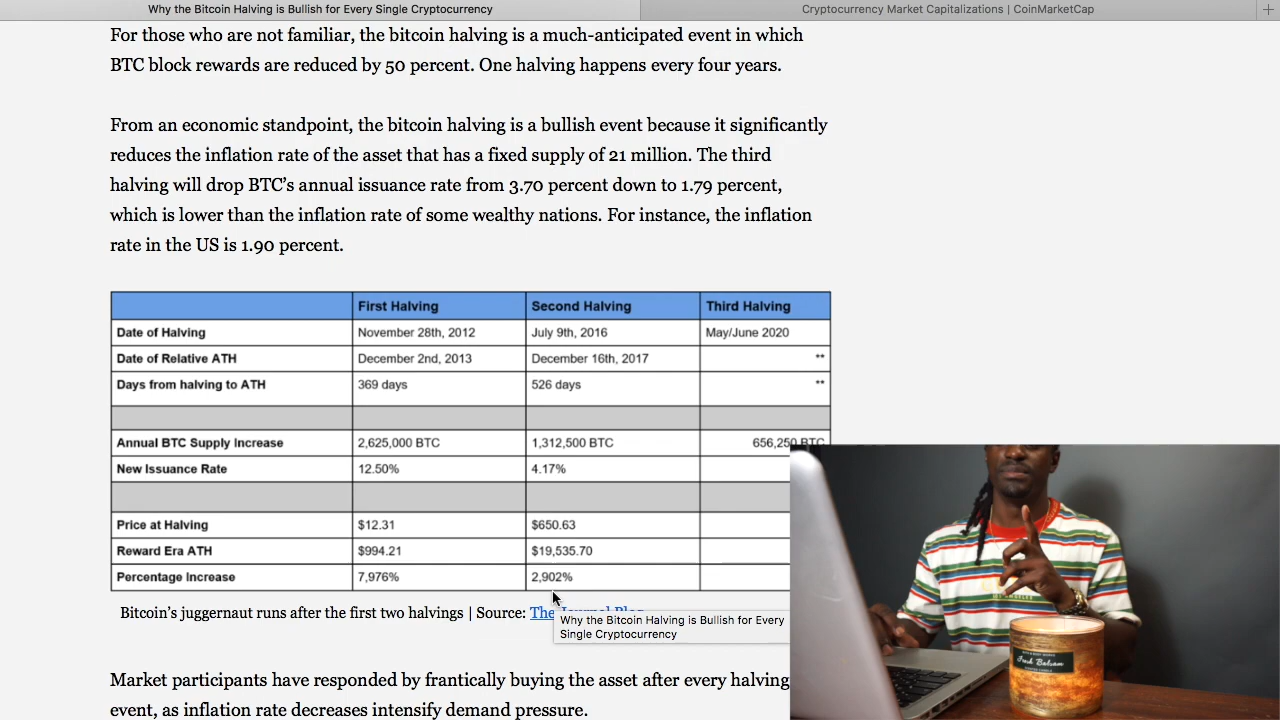 Why the Bitcoin Halving is Bullish for Every Single Cryptocurrency
Cryptocurrency Market Capitalizations | CoinMarketCap
For those who are not familiar, the bitcoin halving is a much-anticipated event in which
BTC block rewards are reduced by 50 percent. One halving happens every four years.
From an economic standpoint, the bitcoin halving is a bullish event because it significantly
reduces the inflation rate of the asset that has a fixed supply of 21 million. The third
halving will drop BTC's annual issuance rate from 3.70 percent down to 1.79 percent,
which is lower than the inflation rate of some wealthy nations. For instance, the inflation
rate in the US is 1.90 percent.
First Halving Second Halving Third Halving
Date of Halving November 28th, 2012 July 9th, 2016 May/June 2020
Date of Relative ATH December 2nd, 2013 December 16th, 2017 **
Days from halving to ATH 369 days 526 days **
Annual BTC Supply Increase 2,625,000 BTC 1,312,500 BTC 656,250 BTC
New Issuance Rate 12.50% 4.17%
Price at Halving $12.31 $650.63
Reward Era ATH $994.21 $19,535.70
Percentage Increase 7,976% 2,902%
Bitcoin's juggernaut runs after the first two halvings | Source: The Journal Blog
Why the Bitcoin Halving is Bullish for Every
Single Cryptocurrency
Market participants have responded by frantically buying the asset after every halving
event, as inflation rate decreases intensify demand pressure.
Fresh Balsam